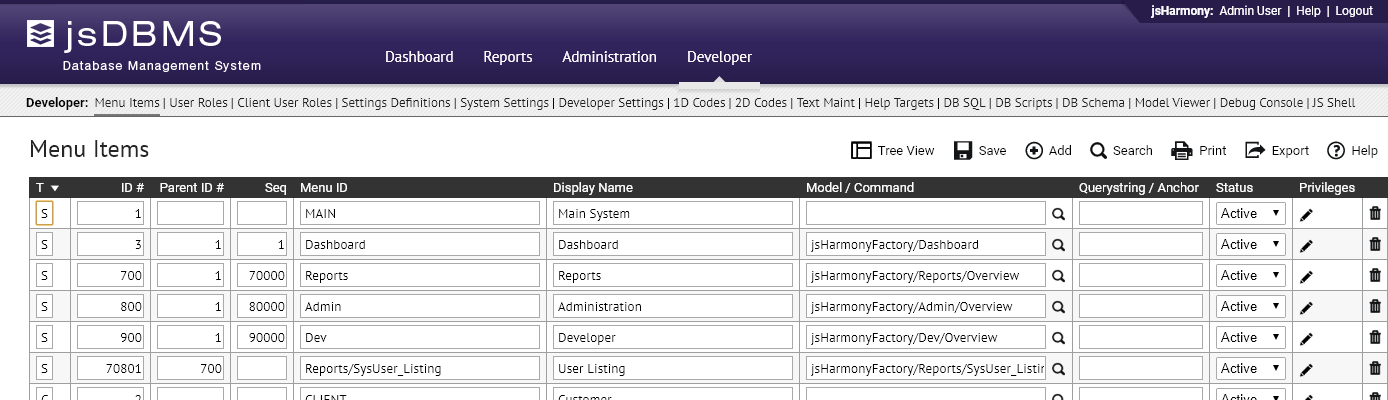 jsHarmony: Admin User | Help | Logout
jsDBMS
Database Management System
Dashboard Reports Administration Developer
Developer: Menu Items | User Roles | Client User Roles | Settings Definitions | System Settings | Developer Settings | 1D Codes | 2D Codes | Text Maint | Help Targets | DB SQL | DB Scripts | DB Schema | Model Viewer | Debug Console | JS Shell
Menu Items Tree View Save Add Search Print Export Help
T ID # Parent ID # Seq Menu ID Display Name Model / Command Querystring / Anchor Status Privileges
S 1 MAIN Main System Active
S 3 1 1 Dashboard Dashboard jsHarmonyFactory/Dashboard Active
S 700 1 70000 Reports Reports jsHarmonyFactory/Reports/Overview Active
S 800 1 80000 Admin Administration jsHarmonyFactory/Admin/Overview Active
S 900 1 90000 Dev Developer jsHarmonyFactory/Dev/Overview Active
S 70801 700 Reports/SysUser_Listing User Listing jsHarmonyFactory/Reports/SysUser_Listin Active
C 2 CLIENT Customer Active